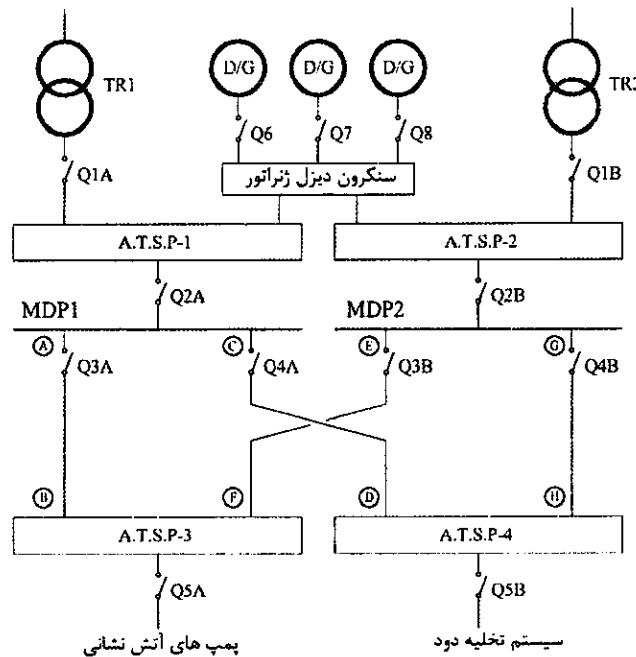 TR1
D/G
D/G
D/G
TR2
Q6
Q7
Q8
Q1A
سنکرون دیزل ژنراتور
Q1B
A.T.S.P-1
A.T.S.P-2
Q2A
Q2B
MDP1
MDP2
A
C
E
G
Q3A
Q4A
Q3B
Q4B
B
F
D
H
A.T.S.P-3
A.T.S.P-4
Q5A
Q5B
پمپ های آتش نشانی
سیستم تخلیه دود